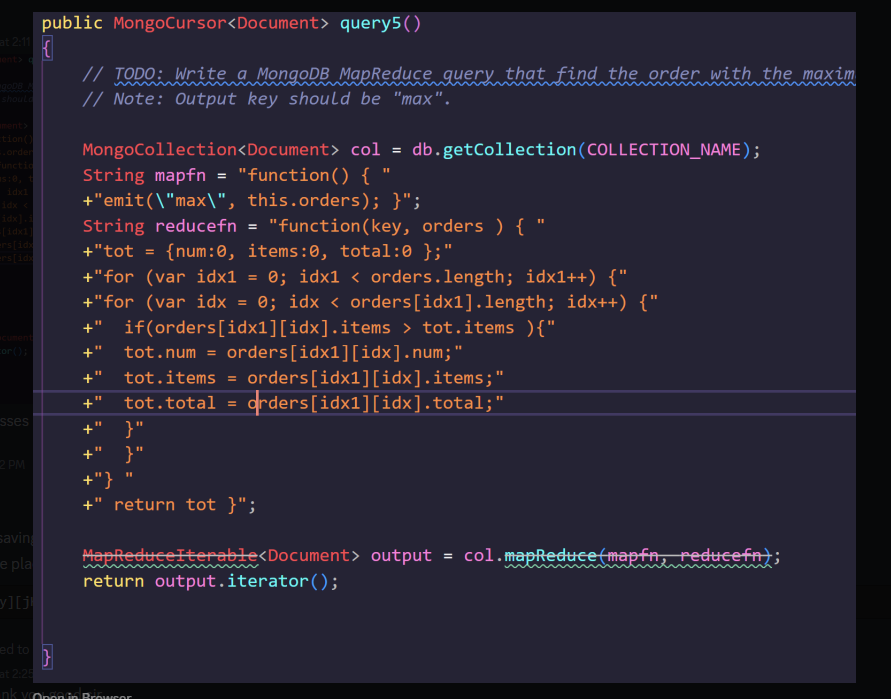 public MongoCursor<Document> query5()
{
// TODO: Write a MongoDB MapReduce query that find the order with the maxim
// Note: Output key should be "max".
MongoCollection<Document> col = db.getCollection(COLLECTION_NAME);
String mapfn = "function() { "
+"emit(\"max\", this.orders); }";
String reducefn = "function(key, orders ) { "
+"tot = {num:0, items:0, total:0 };"
+"for (var idx1 = 0; idx1 < orders.length; idx1++) {"
+"for (var idx = 0; idx < orders[idx1].length; idx++) {"
+"  if(orders[idx1][idx].items > tot.items ){"
+"  tot.num = orders[idx1][idx].num;"
+"  tot.items = orders[idx1][idx].items;"
+"  tot.total = orders[idx1][idx].total;"
+"  }"
+"  }"
+"} "
+" return tot }";
MapReduceIterable<Document> output = col.mapReduce(mapfn, reducefn);
return output.iterator();
}
Open in Browser